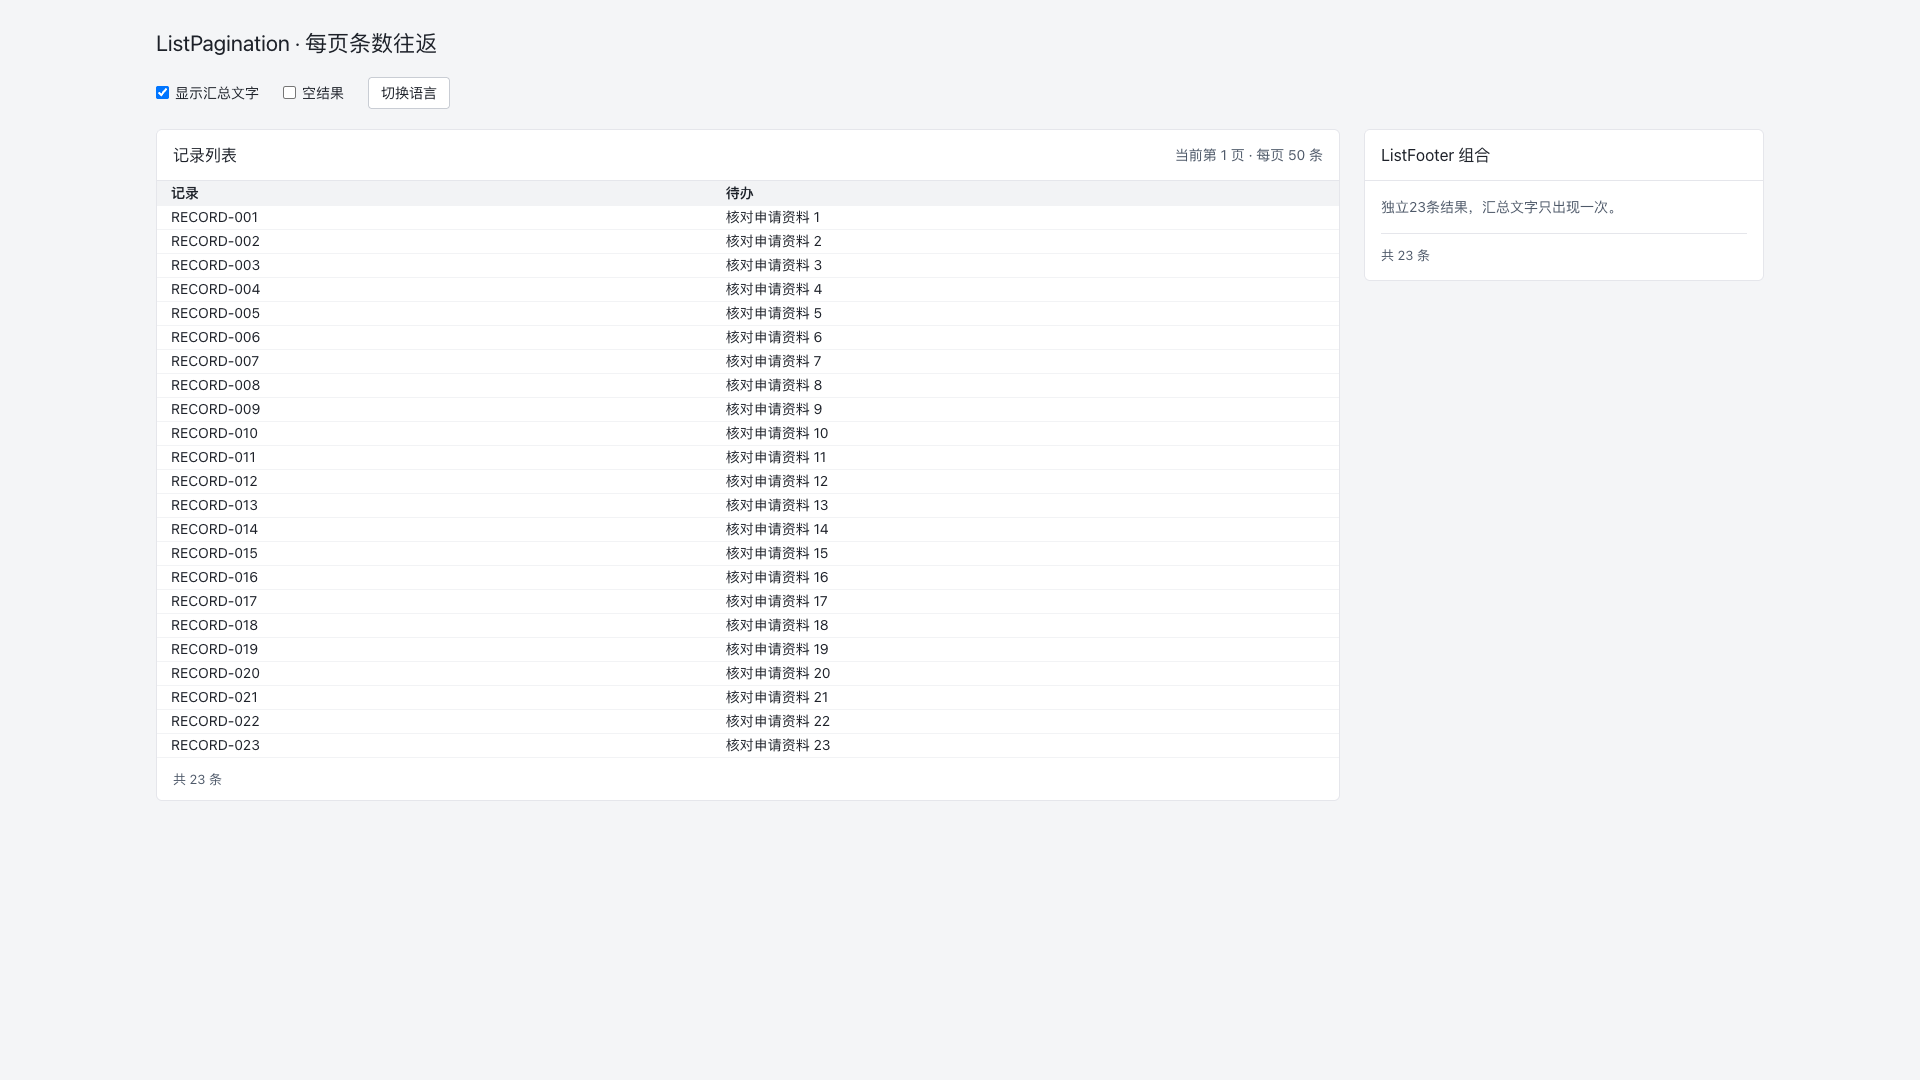 ListPagination · 每页条数往返
显示汇总文字 空结果 切换语言
记录列表 当前第 1 页 · 每页 50 条
记录 待办
RECORD-001 核对申请资料 1
RECORD-002 核对申请资料 2
RECORD-003 核对申请资料 3
RECORD-004 核对申请资料 4
RECORD-005 核对申请资料 5
RECORD-006 核对申请资料 6
RECORD-007 核对申请资料 7
RECORD-008 核对申请资料 8
RECORD-009 核对申请资料 9
RECORD-010 核对申请资料 10
RECORD-011 核对申请资料 11
RECORD-012 核对申请资料 12
RECORD-013 核对申请资料 13
RECORD-014 核对申请资料 14
RECORD-015 核对申请资料 15
RECORD-016 核对申请资料 16
RECORD-017 核对申请资料 17
RECORD-018 核对申请资料 18
RECORD-019 核对申请资料 19
RECORD-020 核对申请资料 20
RECORD-021 核对申请资料 21
RECORD-022 核对申请资料 22
RECORD-023 核对申请资料 23
共 23 条
ListFooter 组合
独立23条结果，汇总文字只出现一次。
共 23 条